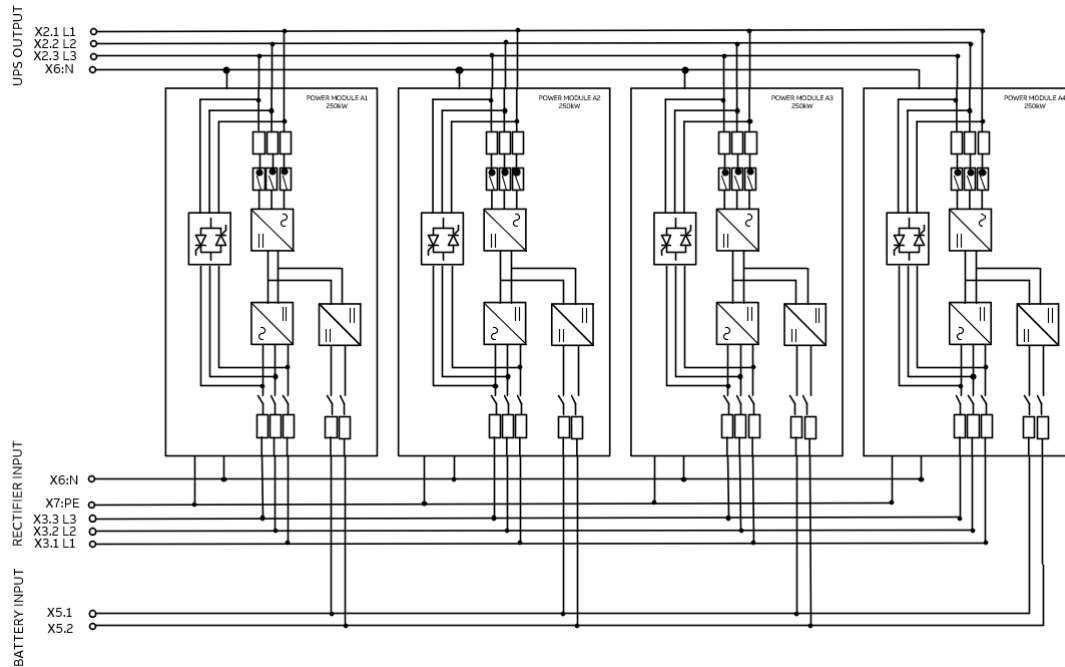 UPS OUTPUT
X2.1 L1
X2.2 L2
X2.3 L3
X6:N
POWER MODULE A1
250kW
POWER MODULE A2
250kW
POWER MODULE A3
250kW
POWER MODULE A4
250kW
RECTIFIER INPUT
X6:N
X7:PE
X3.3 L3
X3.2 L2
X3.1 L1
BATTERY INPUT
X5.1
X5.2